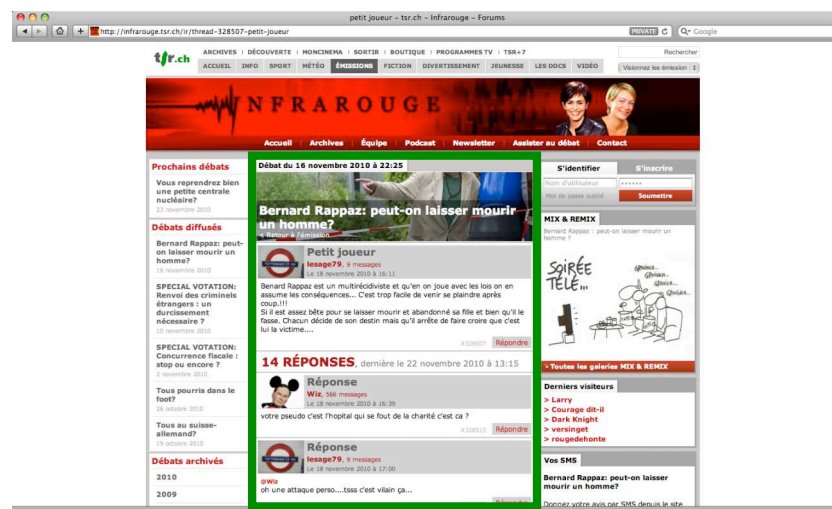 petit joueur – tsr.ch – Infrarouge – Forums
http://infrarouge.tsr.ch/ir/thread-328507-petit-joueur
PRIVATE
Google
tsr.ch
ARCHIVES | DÉCOUVERTE | MONCINEMA | SORTIR | BOUTIQUE | PROGRAMMES TV | TSR+7
Rechercher
ACCUEIL INFO SPORT MÉTÉO ÉMISSIONS FICTION DIVERTISSEMENT JEUNESSE LES DOCS VIDÉO
Visionnez les émission
NFRAROUGE
Accueil Archives Équipe Podcast Newsletter Assister au débat Contact
Prochains débats
Vous reprendrez bien
une petite centrale
nucléaire?
23 novembre 2010
Débats diffusés
Bernard Rappaz: peut-
on laisser mourir un
homme?
16 novembre 2010
SPECIAL VOTATION:
Renvoi des criminels
étrangers : un
durcissement
nécessaire ?
10 novembre 2010
SPECIAL VOTATION:
Concurrence fiscale :
stop ou encore ?
2 novembre 2010
Tous pourris dans le
foot?
26 octobre 2010
Tous au suisse-
allemand?
19 octobre 2010
Débats archivés
2010
2009
Débat du 16 novembre 2010 à 22:25
Bernard Rappaz: peut-on laisser mourir
un homme?
< Retour à l'émission
Petit joueur
lesage79, 9 messages
Le 18 novembre 2010 à 16:11
Benard Rappaz est un multirécidiviste et qu'en on joue avec les lois on en
assume les conséquences... C'est trop facile de venir se plaindre après
coup.!!!
Si il est assez bête pour se laisser mourir et abandonné sa fille et bien qu'il le
fasse. Chacun décide de son destin mais qu'il arrête de faire croire que c'est
lui la victime....
#328507 Répondre
14 RÉPONSES, dernière le 22 novembre 2010 à 13:15
Réponse
Wiz, 566 messages
Le 18 novembre 2010 à 16:39
votre pseudo c'est l'hopital qui se fout de la charité c'est ca ?
#328515 Répondre
Réponse
lesage79, 9 messages
Le 18 novembre 2010 à 17:00
@Wiz
oh une attaque perso....tsss c'est vilain ça...
Répondre
S'identifier S'inscrire
Nom d'utilisateur
Mot de passe oublié Soumettre
MIX & REMIX
Bernard Rappaz : peut-on laisser mourir un
homme ?
SOIRÉE
TÉLÉ...
> Toutes les galeries MIX & REMIX
Derniers visiteurs
> Larry
> Courage dit-il
> Dark Knight
> versinget
> rougedehonte
Vos SMS
Bernard Rappaz: peut-on laisser
mourir un homme?
Donnez votre avis par SMS depuis le site